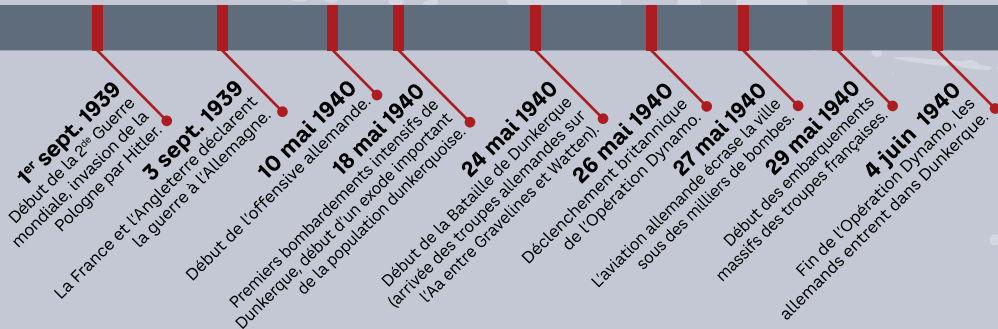 1er sept. 1939
Début de la 2de Guerre
mondiale, invasion de la
Pologne par Hitler.
3 sept. 1939
La France et l'Angleterre déclarent
la guerre à l'Allemagne.
10 mai 1940
Début de l'offensive allemande.
18 mai 1940
Premiers bombardements intensifs de
Dunkerque, début d'un exode important
de la population dunkerquoise.
24 mai 1940
Début de la Bataille de Dunkerque
(arrivée des troupes allemandes sur
l'Aa entre Gravelines et Watten).
26 mai 1940
Déclenchement britannique
de l'Opération Dynamo.
27 mai 1940
L'aviation allemande écrase la ville
sous des milliers de bombes.
29 mai 1940
Début des embarquements
massifs des troupes françaises.
4 juin 1940
Fin de l'Opération Dynamo, les
allemands entrent dans Dunkerque.